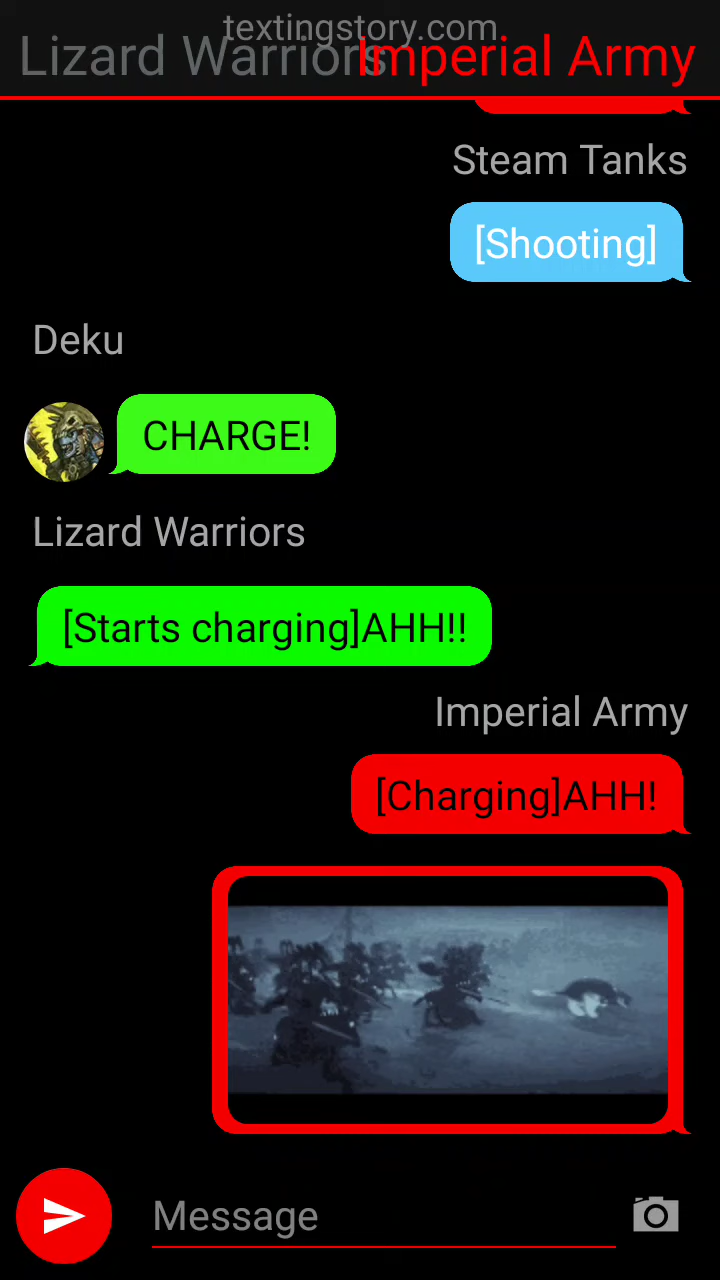 textingstory.com
Lizard Warriors
Imperial Army
Steam Tanks
[Shooting]
Deku
CHARGE!
Lizard Warriors
[Starts charging]AHH!!
Imperial Army
[Charging]AHH!
Message